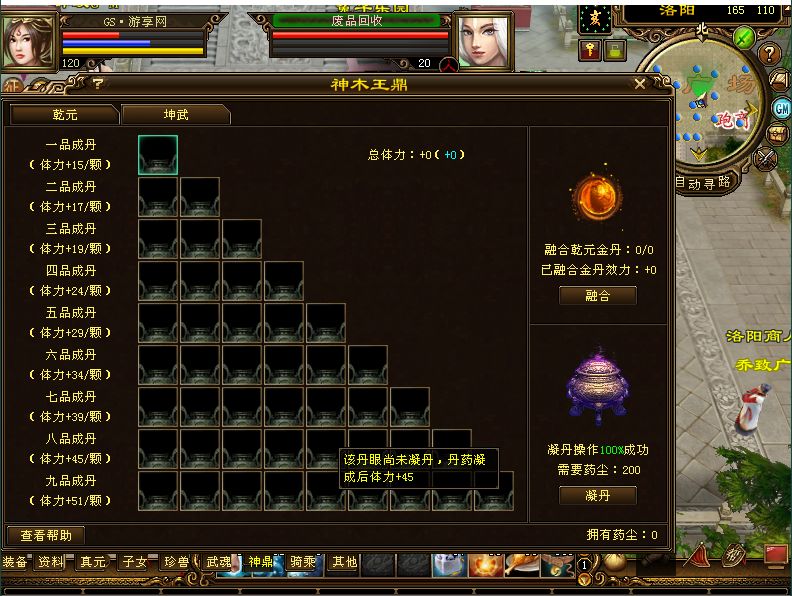 GS·游享网
120
废品回收
20
洛阳 165 110
北
GM
自动寻路
? 神木王鼎
乾元 坤武
一品成丹
(体力+15/颗)
二品成丹
(体力+17/颗)
三品成丹
(体力+19/颗)
四品成丹
(体力+24/颗)
五品成丹
(体力+29/颗)
六品成丹
(体力+34/颗)
七品成丹
(体力+39/颗)
八品成丹
(体力+45/颗)
九品成丹
(体力+51/颗)
总体力:+0(+0)
该丹眼尚未凝丹,丹药凝
成后体力+45
融合乾元金丹:0/0
已融合金丹效力:+0
融合
凝丹操作100%成功
需要药尘:200
凝丹
查看帮助
拥有药尘:0
洛阳商人
乔致广
装备 资料 真元 子女 珍兽 武魂 神鼎 骑乘 其他
1